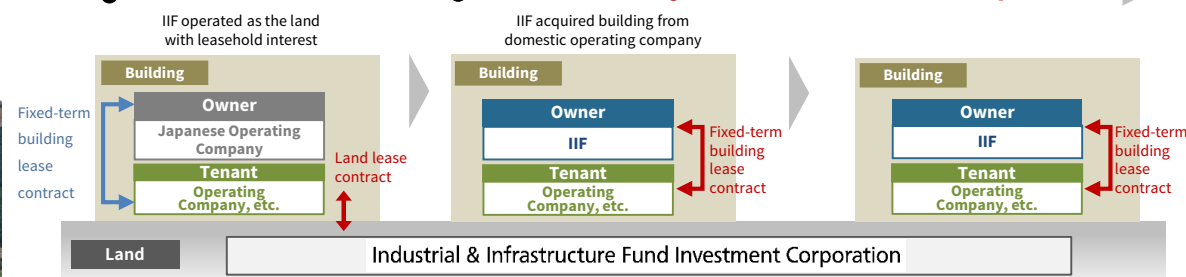 IIF operated as the land
with leasehold interest
IIF acquired building from
domestic operating company
Building
Owner
Japanese Operating
Company
Tenant
Operating
Company, etc.
Fixed-term
building
lease
contract
Land lease
contract
Building
Owner
IIF
Tenant
Operating
Company, etc.
Fixed-term
building
lease
contract
Building
Owner
IIF
Tenant
Operating
Company, etc.
Fixed-term
building
lease
contract
Land
Industrial & Infrastructure Fund Investment Corporation